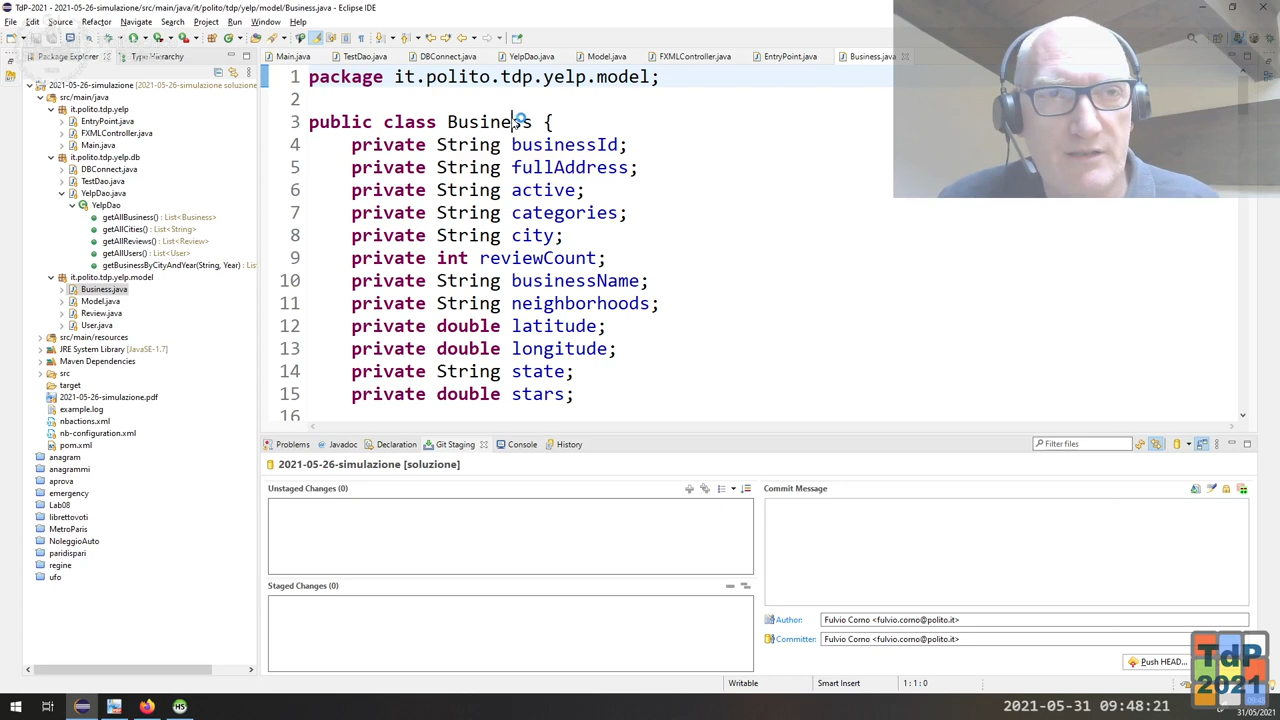 TdP-2021 - 2021-05-26-simulazione/src/main/java/it/polito/tdp/yelp/model/Business.java - Eclipse IDE
File Edit Source Refactor Navigate Search Project Run Window Help
Package Explorer Type Hierarchy
Main.java TestDao.java DBConnect.java YelpDao.java Model.java FXMLController.java EntryPoint.java Business.java
2021-05-26-simulazione [2021-05-26-simulazione soluzione
src/main/java
it.polito.tdp.yelp
EntryPoint.java
FXMLController.java
Main.java
it.polito.tdp.yelp.db
DBConnect.java
TestDao.java
YelpDao.java
YelpDao
getAllBusiness() : List<Business>
getAllCities() : List<String>
getAllReviews() : List<Review>
getAllUsers() : List<User>
getBusinessByCityAndYear(String, Year) : List
it.polito.tdp.yelp.model
Business.java
Model.java
Review.java
User.java
src/main/resources
JRE System Library [JavaSE-1.7]
Maven Dependencies
src
target
2021-05-26-simulazione.pdf
example.log
nbactions.xml
nb-configuration.xml
pom.xml
anagram
anagrammi
aprova
emergency
Lab08
librettovoti
MetroParis
NoleggioAuto
paridispari
regine
ufo
1 package it.polito.tdp.yelp.model;
2
3 public class Business {
4 private String businessId;
5 private String fullAddress;
6 private String active;
7 private String categories;
8 private String city;
9 private int reviewCount;
10 private String businessName;
11 private String neighborhoods;
12 private double latitude;
13 private double longitude;
14 private String state;
15 private double stars;
16
Problems Javadoc Declaration Git Staging Console History
Filter files
2021-05-26-simulazione [soluzione]
Unstaged Changes (0)
Staged Changes (0)
Commit Message
Author: Fulvio Corno <fulvio.corno@polito.it>
Committer: Fulvio Corno <fulvio.corno@polito.it>
Push HEAD...
Writable Smart Insert 1 : 1 : 0
TdP
2021
2021-05-31 09:48:21
31/05/2021